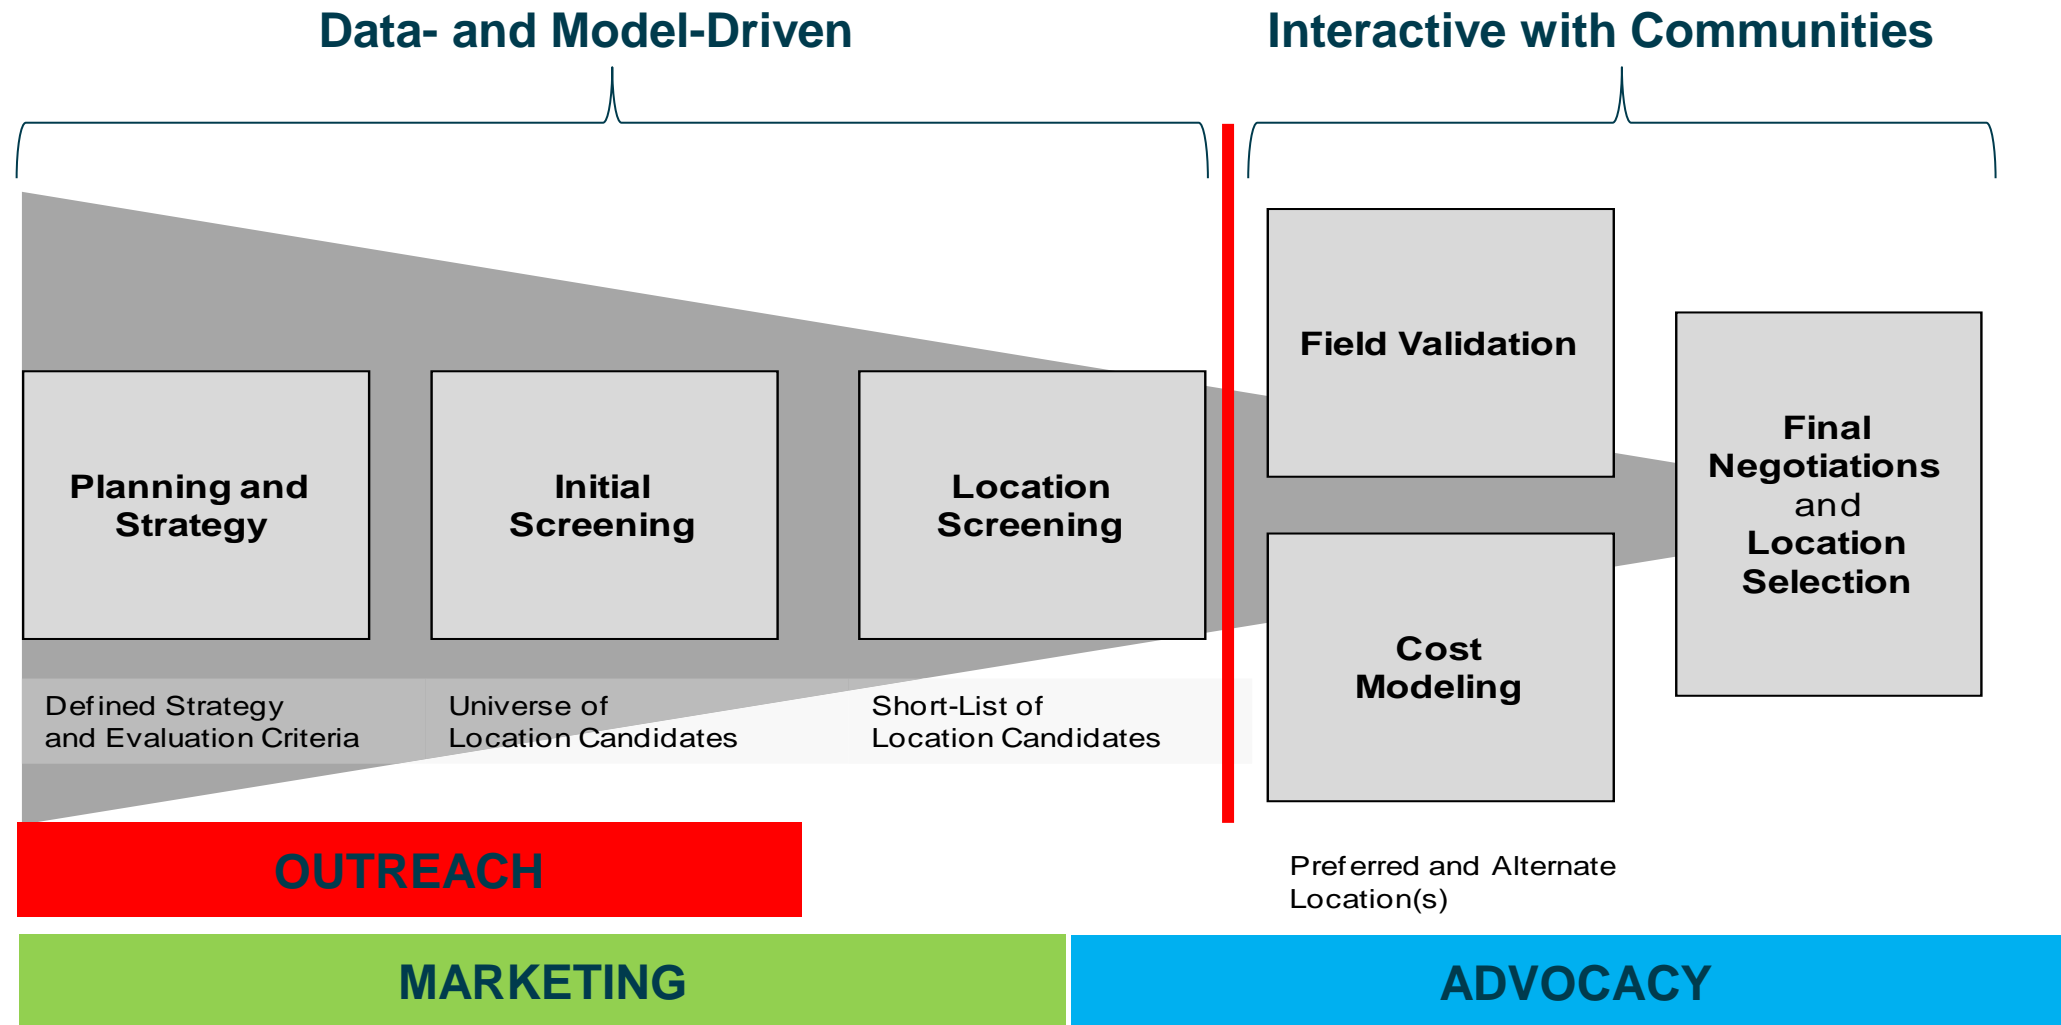 Data- and Model-Driven
Interactive with Communities
Planning and
Strategy
Initial
Screening
Location
Screening
Field Validation
Cost
Modeling
Final
Negotiations
and
Location
Selection
Defined Strategy
and Evaluation Criteria
Universe of
Location Candidates
Short-List of
Location Candidates
Preferred and Alternate
Location(s)
OUTREACH
MARKETING
ADVOCACY